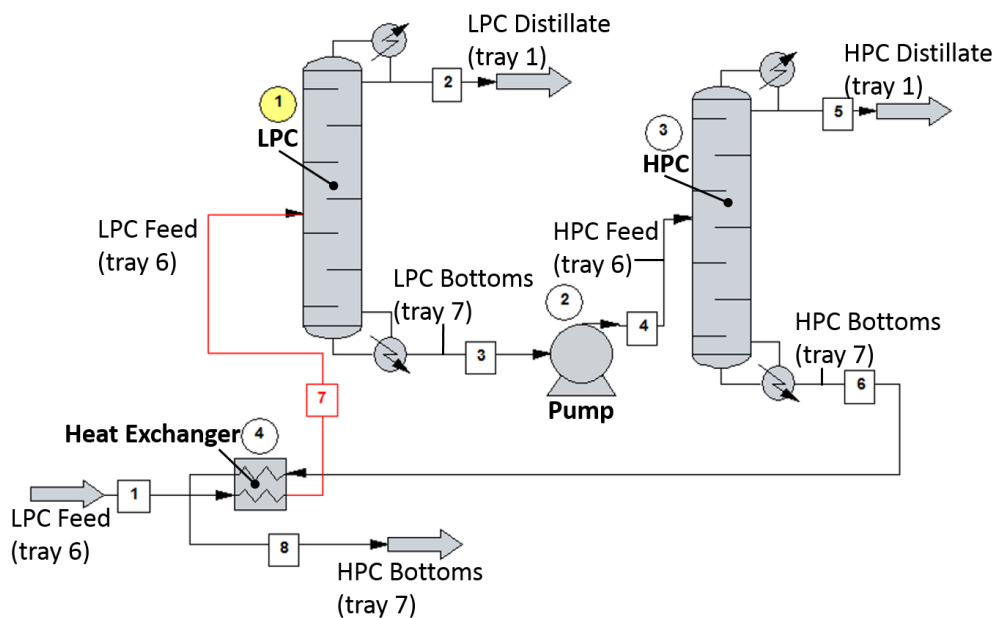 LPC Distillate
(tray 1)
2
1
LPC
HPC Distillate
(tray 1)
5
3
HPC
LPC Feed
(tray 6)
HPC Feed
(tray 6)
LPC Bottoms
(tray 7)
2
4
3
Pump
HPC Bottoms
(tray 7)
6
7
Heat Exchanger
4
1
LPC Feed
(tray 6)
8
HPC Bottoms
(tray 7)